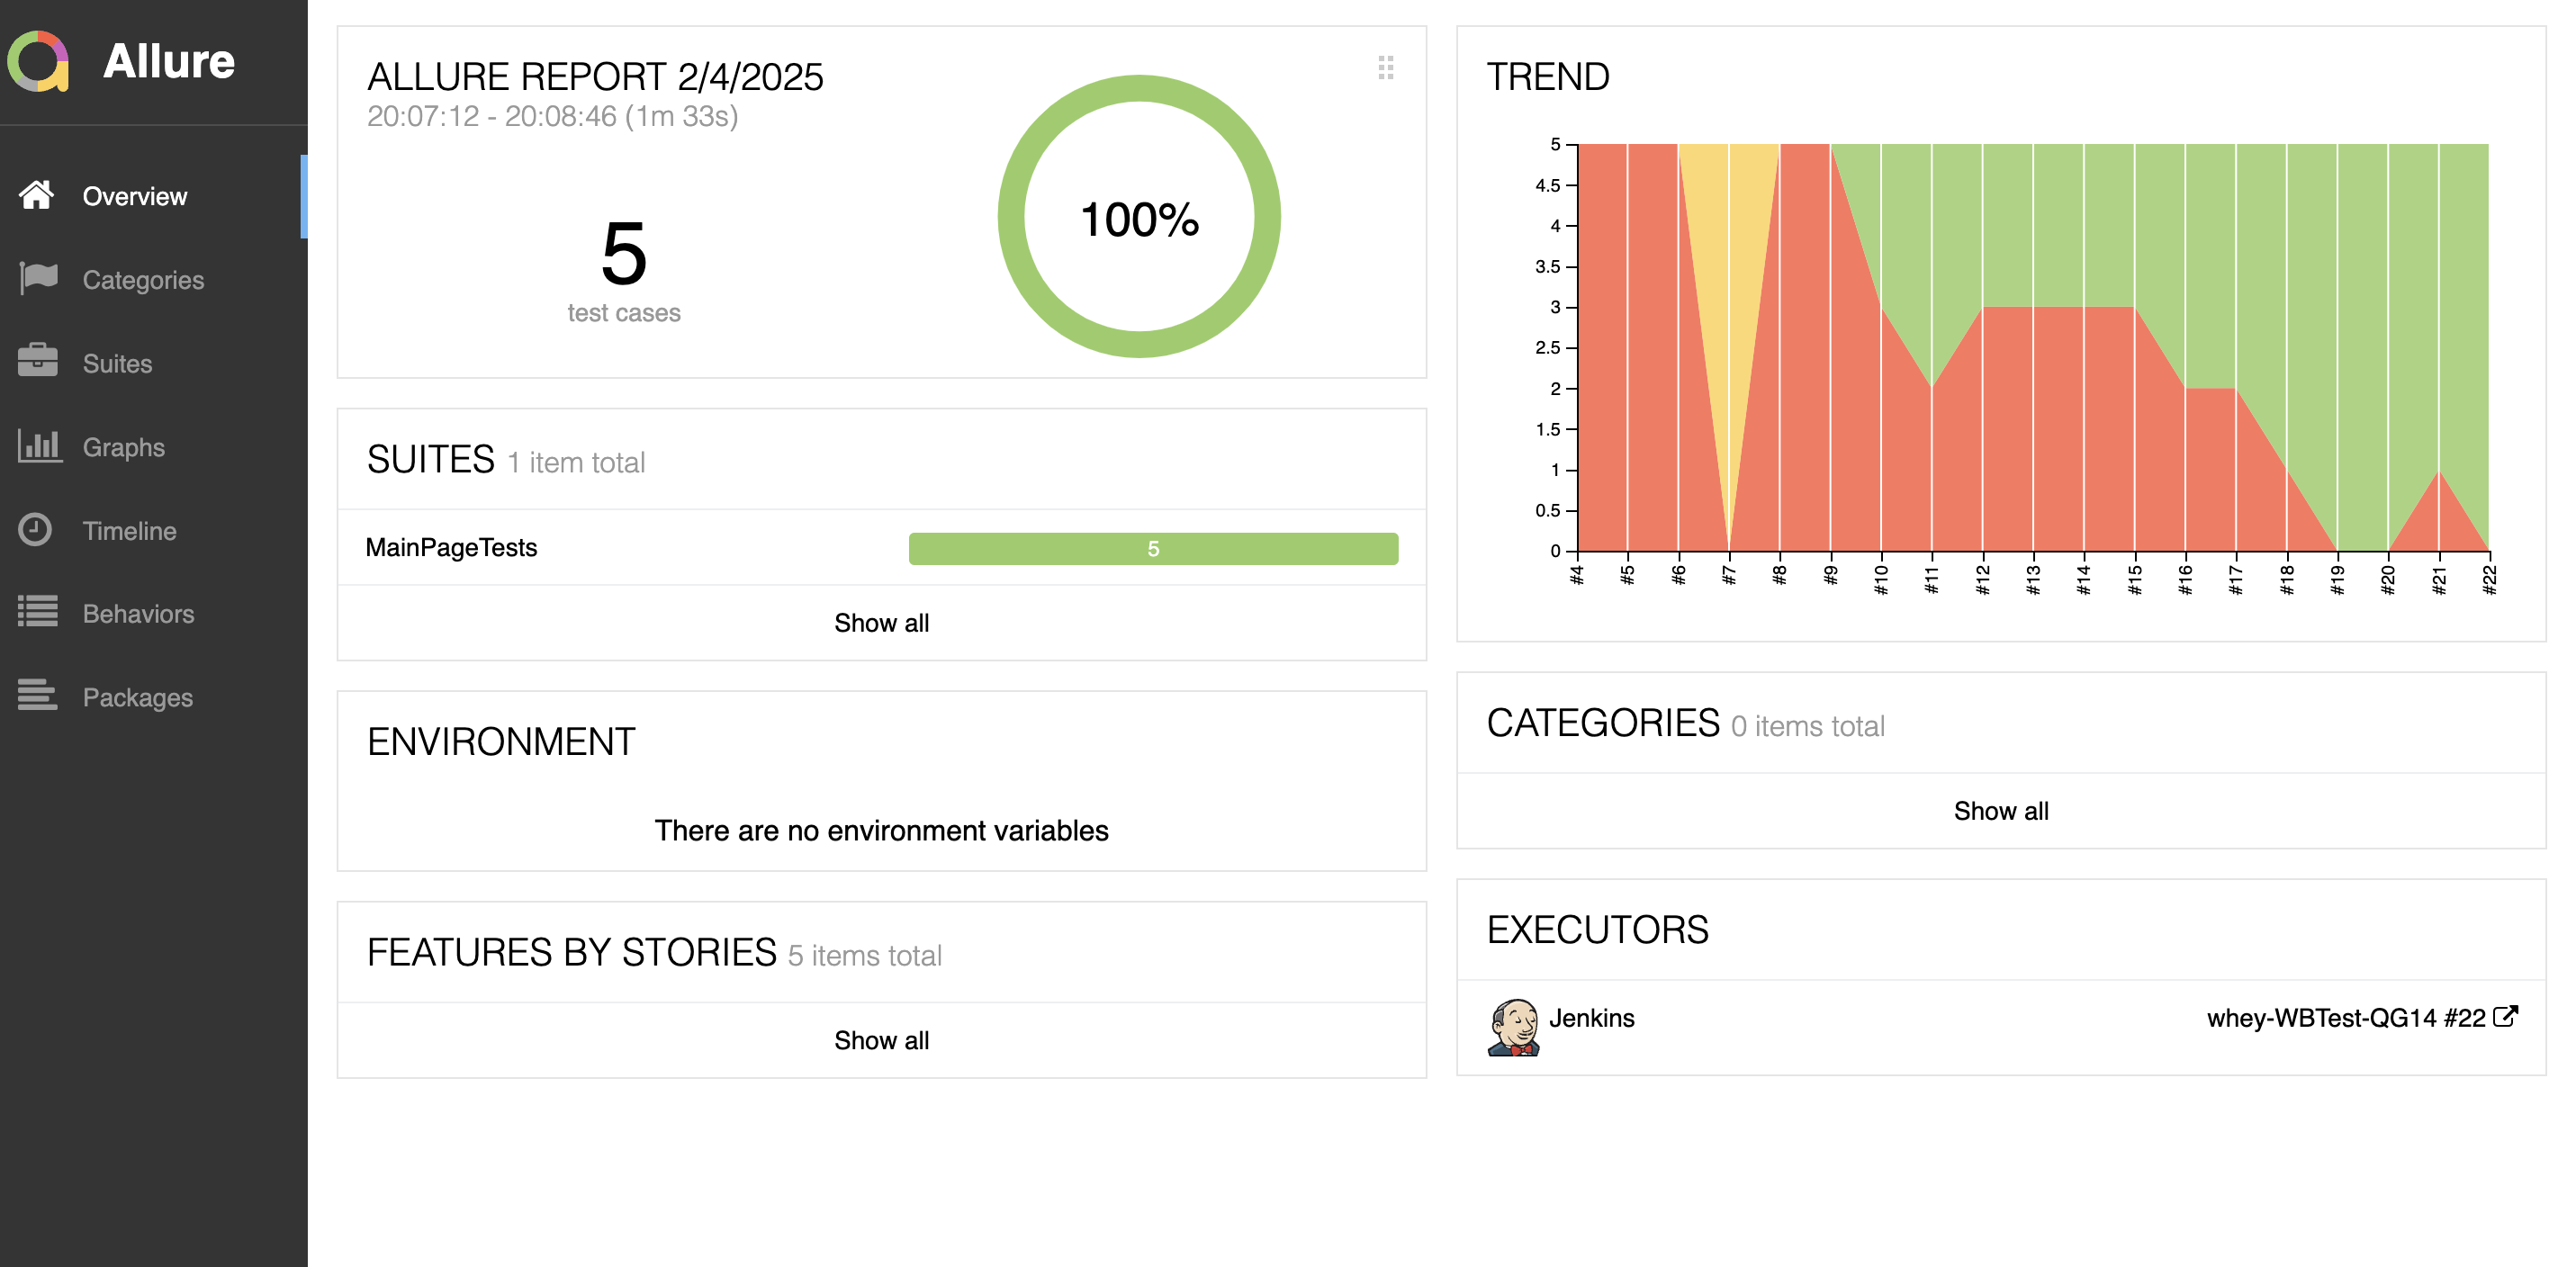 Allure
Overview
Categories
Suites
Graphs
Timeline
Behaviors
Packages
ALLURE REPORT 2/4/2025
20:07:12 - 20:08:46 (1m 33s)
5
test cases
100%
SUITES 1 item total
MainPageTests 5
Show all
ENVIRONMENT
There are no environment variables
FEATURES BY STORIES 5 items total
Show all
TREND
5
4.5
4
3.5
3
2.5
2
1.5
1
0.5
0
#4 #5 #6 #7 #8 #9 #10 #11 #12 #13 #14 #15 #16 #17 #18 #19 #20 #21 #22
CATEGORIES 0 items total
Show all
EXECUTORS
Jenkins whey-WBTest-QG14 #22